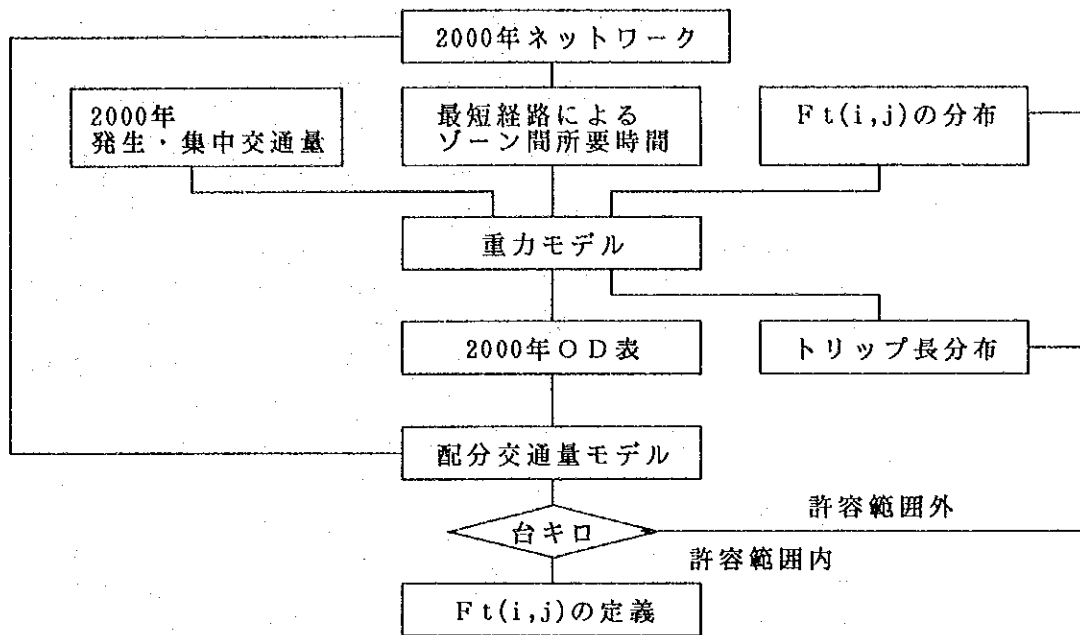 2000年ネットワーク
2000年
発生・集中交通量
最短経路による
ゾーン間所要時間
Ft(i,j)の分布
重力モデル
2000年OD表
トリップ長分布
配分交通量モデル
台キロ
許容範囲外
許容範囲内
Ft(i,j)の定義